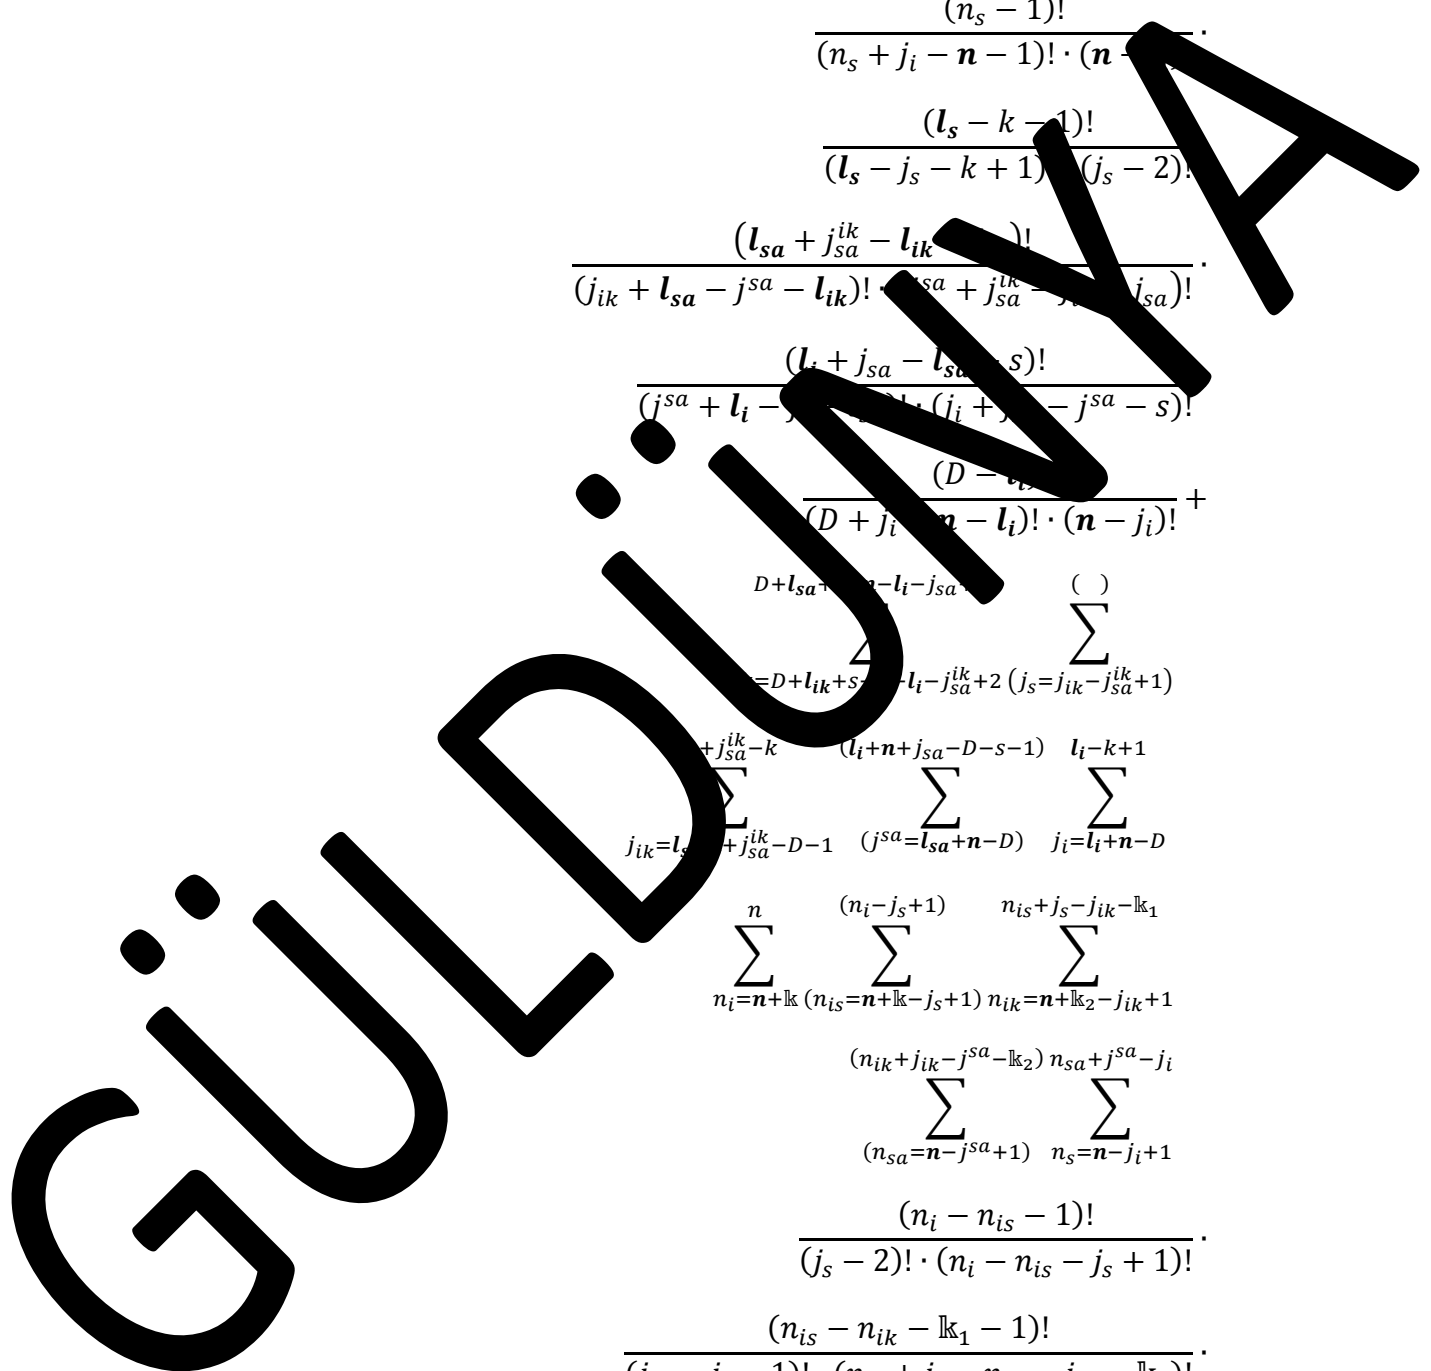 (n_s − 1)!
(n_s + j_i − n − 1)! · (n − ·
(l_s − k − 1)!
(l_s − j_s − k + 1) (j_s − 2)!
(l_sa + j_sa^ik − l_ik )!
(j_ik + l_sa − j^sa − l_ik)! · j^sa + j_sa^ik − j_sa)! ·
(l_i + j_sa − l_sa s)!
(j^sa + l_i − )! · (j_i + − j^sa − s)!
(D − l_i
(D + j_i n − l_i)! · (n − j_i)! +
D+l_sa+ n−l_i−j_sa ( )
∑ ∑
=D+l_ik+s −l_i−j_sa^ik+2 (j_s=j_ik−j_sa^ik+1)
+j_sa^ik−k (l_i+n+j_sa−D−s−1) l_i−k+1
∑ ∑ ∑
j_ik=l +j_sa^ik−D−1 (j^sa=l_sa+n−D) j_i=l_i+n−D
n (n_i−j_s+1) n_is+j_s−j_ik−𝕜_1
∑ ∑ ∑
n_i=n+𝕜 (n_is=n+𝕜−j_s+1) n_ik=n+𝕜_2−j_ik+1
(n_ik+j_ik−j^sa−𝕜_2) n_sa+j^sa−j_i
∑ ∑
(n_sa=n−j^sa+1) n_s=n−j_i+1
(n_i − n_is − 1)!
(j_s − 2)! · (n_i − n_is − j_s + 1)! ·
(n_is − n_ik − 𝕜_1 − 1)!
GÜLDÜNYA